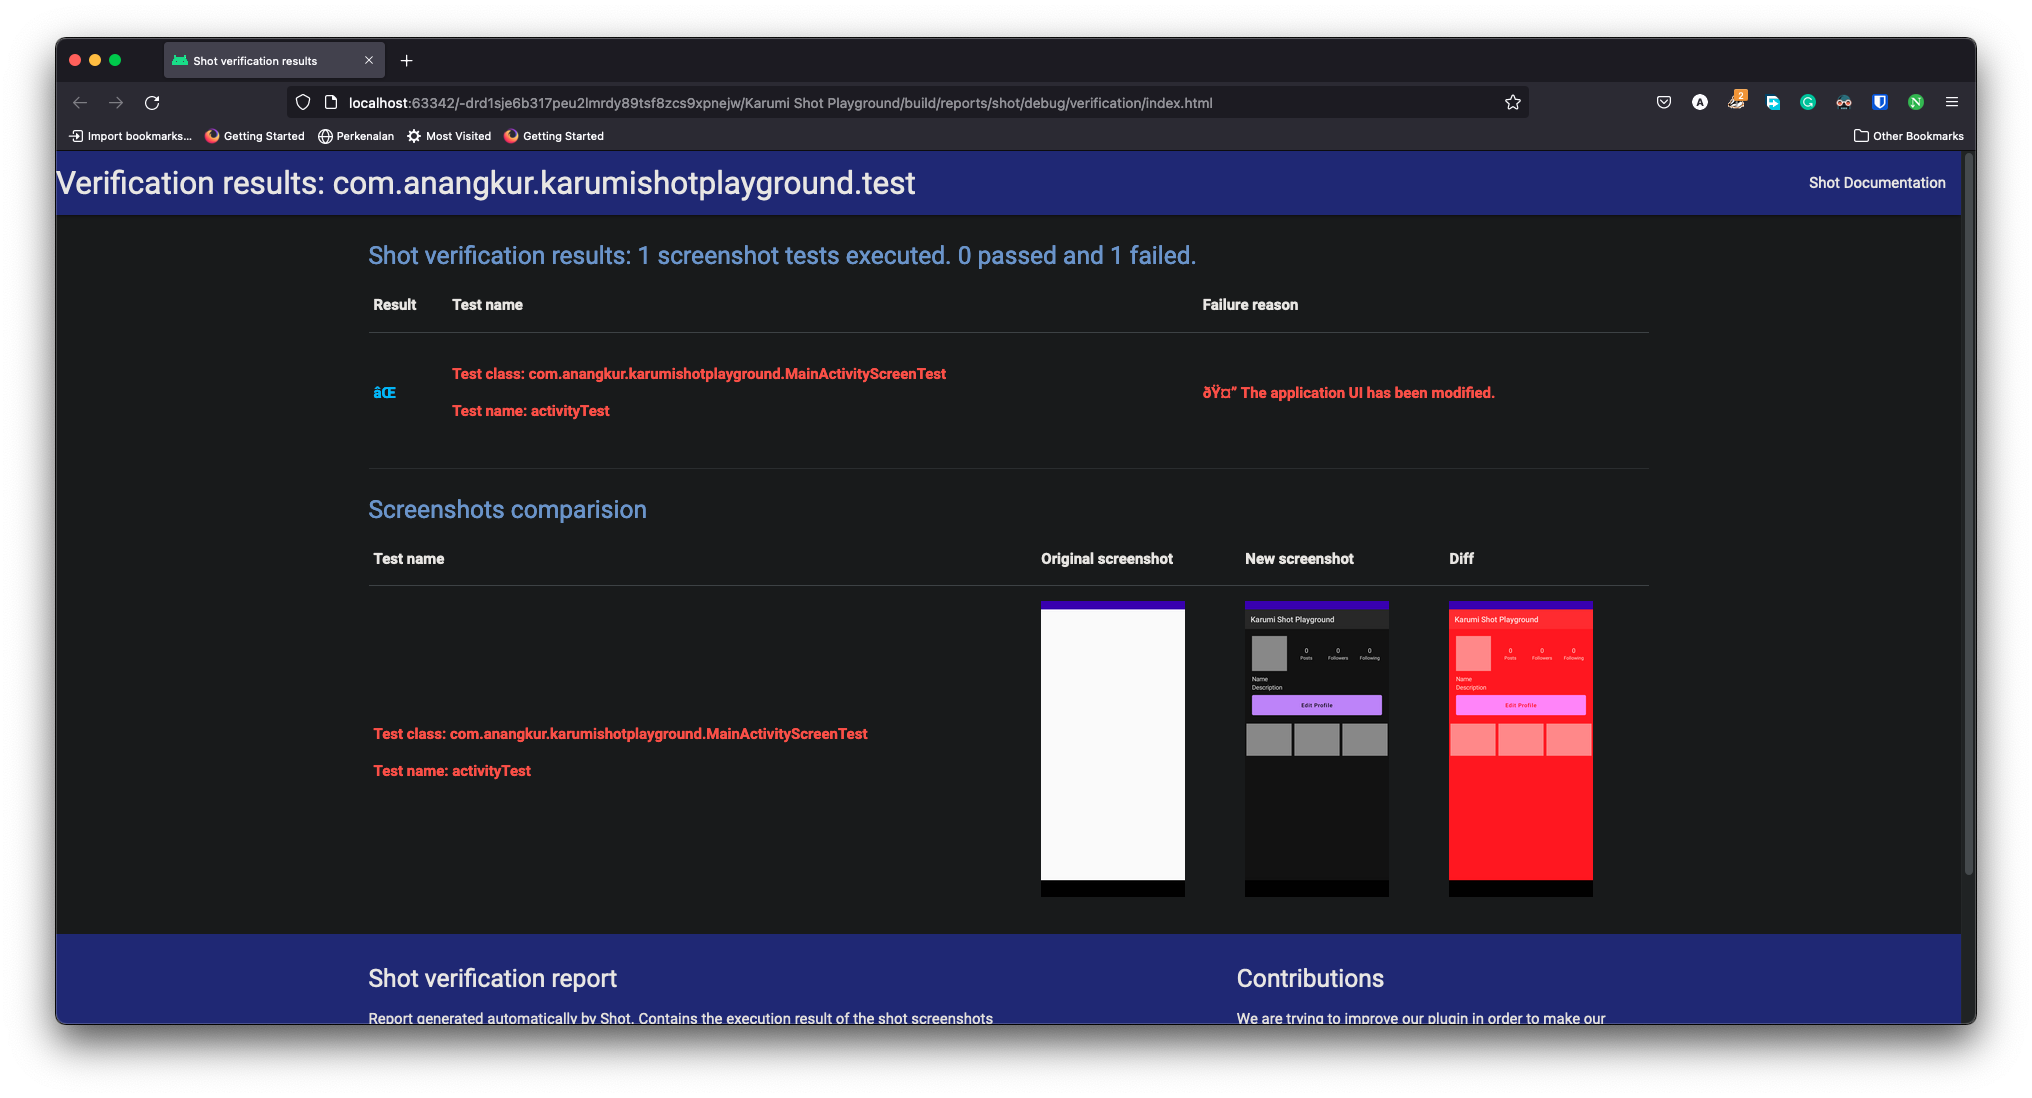 Shot verification results
localhost:63342/-drd1sje6b317peu2lmrdy89tsf8zcs9xpnejw/Karumi Shot Playground/build/reports/shot/debug/verification/index.html
A
2
G
N
Import bookmarks...
Getting Started
Perkenalan
Most Visited
Getting Started
Other Bookmarks
Verification results: com.anangkur.karumishotplayground.test
Shot Documentation
Shot verification results: 1 screenshot tests executed. 0 passed and 1 failed.
Result Test name Failure reason
Test class: com.anangkur.karumishotplayground.MainActivityScreenTest
âŒ
Test name: activityTest
ðŸ¤” The application UI has been modified.
Screenshots comparision
Test name Original screenshot New screenshot Diff
Test class: com.anangkur.karumishotplayground.MainActivityScreenTest
Test name: activityTest
Karumi Shot Playground
0 0 0
Posts Followers Following
Name
Description
Edit Profile
Karumi Shot Playground
0 0 0
Posts Followers Following
Name
Description
Edit Profile
Shot verification report
Report generated automatically by Shot. Contains the execution result of the shot screenshots
Contributions
We are trying to improve our plugin in order to make our